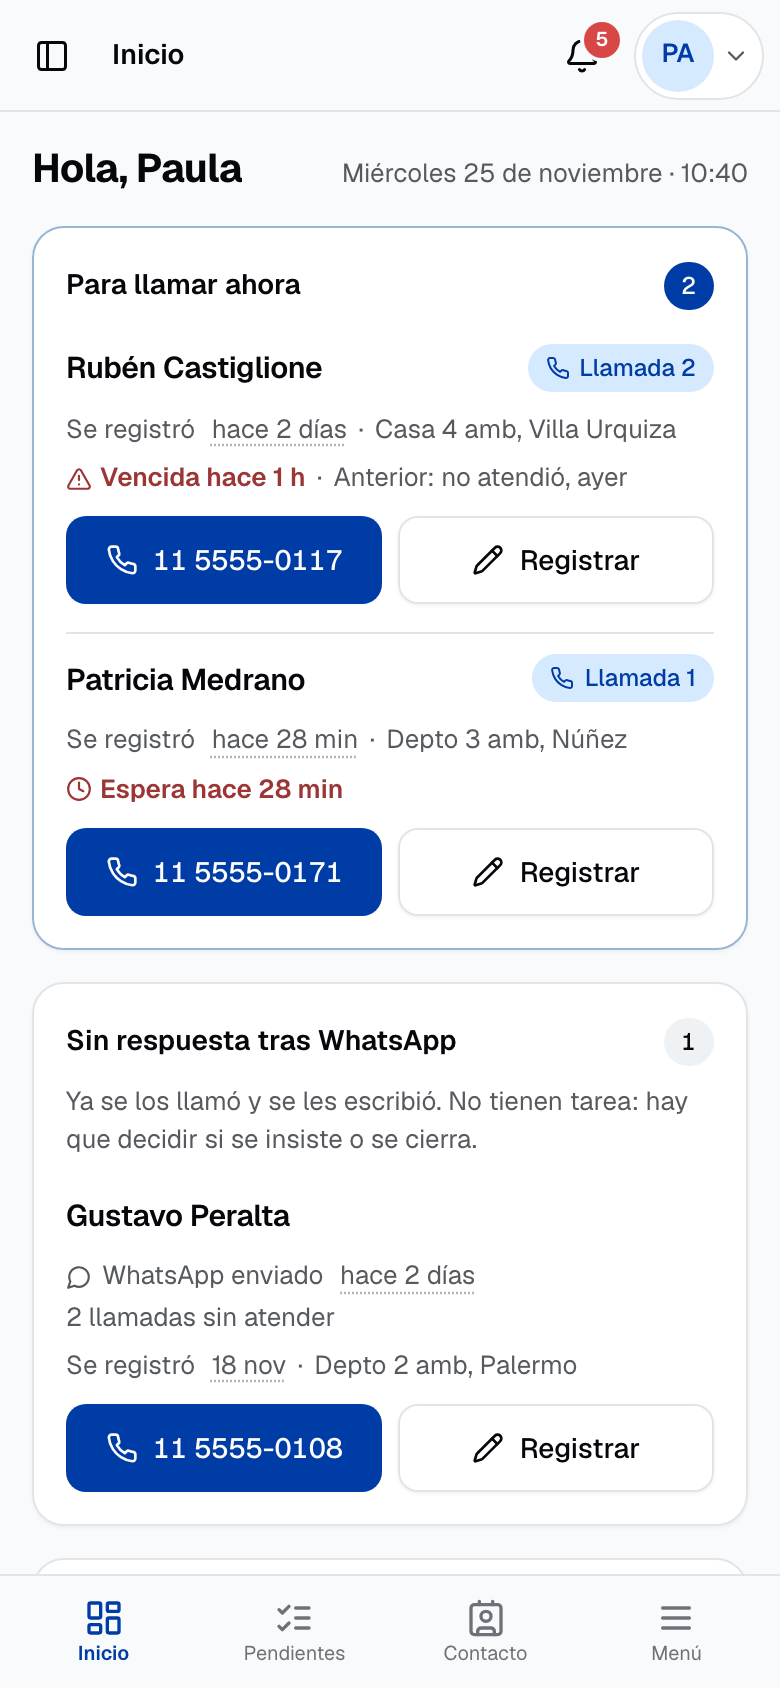 Inicio
5
PA
Hola, Paula
Miércoles 25 de noviembre · 10:40
Para llamar ahora
2
Rubén Castiglione
Llamada 2
Se registró hace 2 días · Casa 4 amb, Villa Urquiza
Vencida hace 1 h · Anterior: no atendió, ayer
11 5555-0117
Registrar
Patricia Medrano
Llamada 1
Se registró hace 28 min · Depto 3 amb, Núñez
Espera hace 28 min
11 5555-0171
Registrar
Sin respuesta tras WhatsApp
1
Ya se los llamó y se les escribió. No tienen tarea: hay
que decidir si se insiste o se cierra.
Gustavo Peralta
WhatsApp enviado hace 2 días
2 llamadas sin atender
Se registró 18 nov · Depto 2 amb, Palermo
11 5555-0108
Registrar
Inicio
Pendientes
Contacto
Menú